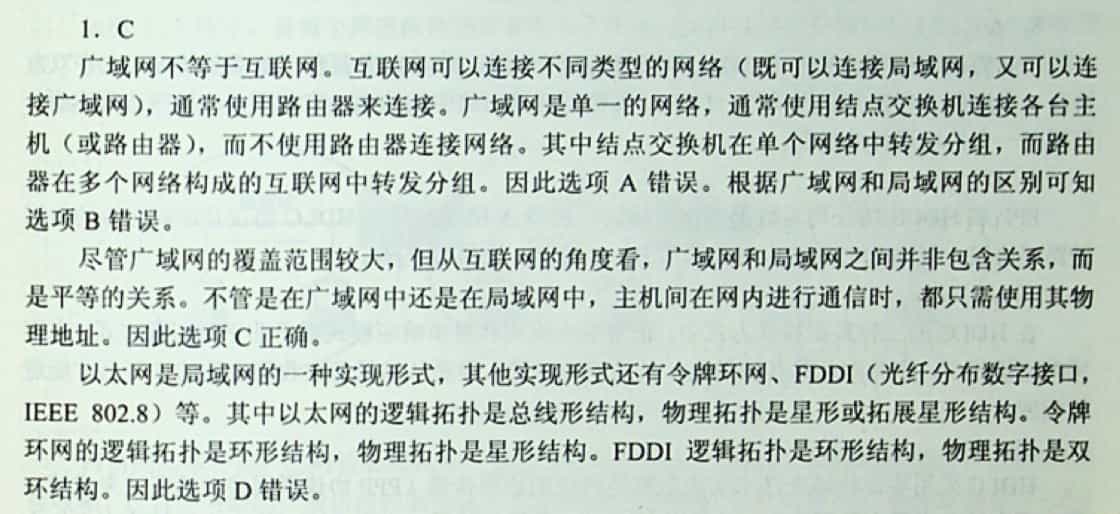 1. C
广域网不等于互联网。互联网可以连接不同类型的网络（既可以连接局域网，又可以连
接广域网），通常使用路由器来连接。广域网是单一的网络，通常使用结点交换机连接各台主
机（或路由器），而不使用路由器连接网络。其中结点交换机在单个网络中转发分组，而路由
器在多个网络构成的互联网中转发分组。因此选项 A 错误。根据广域网和局域网的区别可知
选项 B 错误。
尽管广域网的覆盖范围较大，但从互联网的角度看，广域网和局域网之间并非包含关系，而
是平等的关系。不管是在广域网中还是在局域网中，主机间在网内进行通信时，都只需使用其物
理地址。因此选项 C 正确。
以太网是局域网的一种实现形式，其他实现形式还有令牌环网、FDDI（光纤分布数字接口，
IEEE 802.8）等。其中以太网的逻辑拓扑是总线形结构，物理拓扑是星形或拓展星形结构。令牌
环网的逻辑拓扑是环形结构，物理拓扑是星形结构。FDDI 逻辑拓扑是环形结构，物理拓扑是双
环结构。因此选项 D 错误。